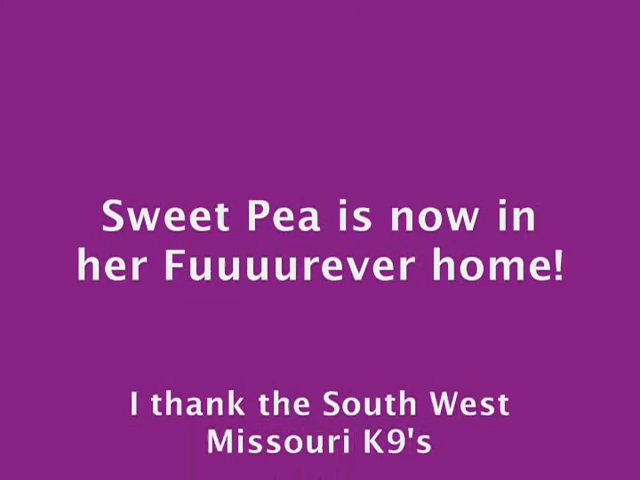 Sweet Pea is now in
her Fuuuurever home!
I thank the South West
Missouri K9's